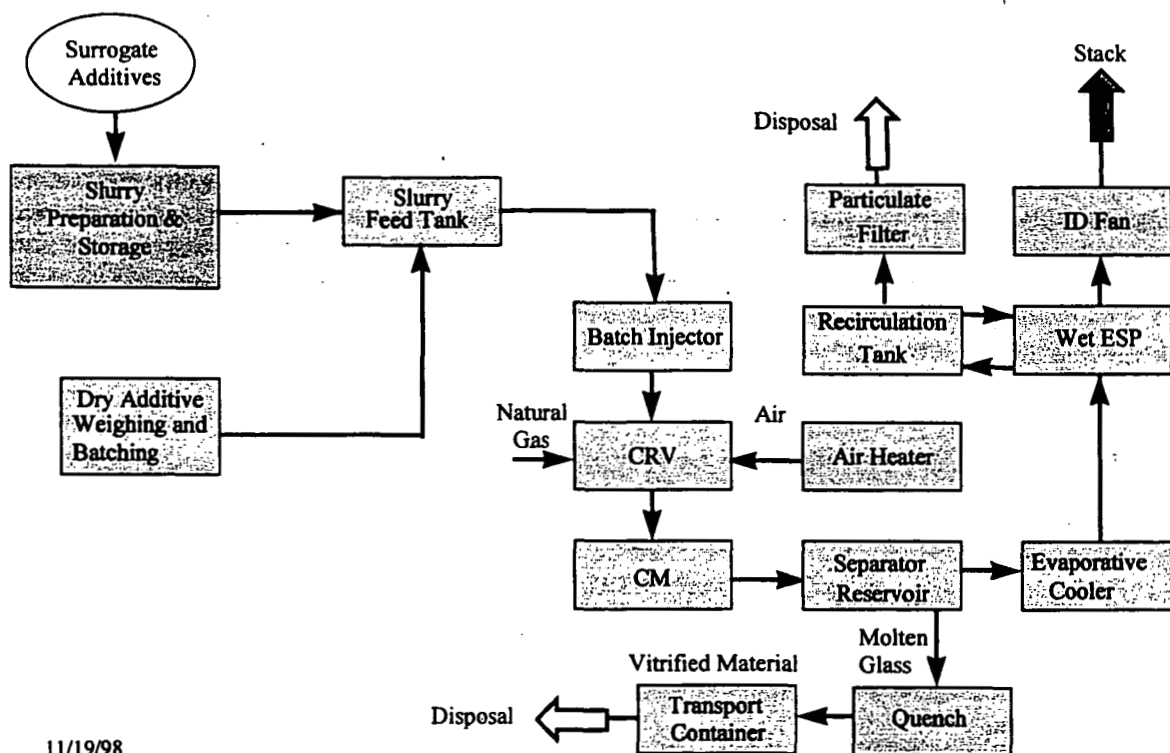 Surrogate
Additives
Slurry
Preparation &
Storage
Slurry
Feed Tank
Dry Additive
Weighing and
Batching
Batch Injector
Natural
Gas
CRV
Air
Air Heater
CM
Separator
Reservoir
Evaporative
Cooler
Disposal
Stack
Particulate
Filter
ID Fan
Recirculation
Tank
Wet ESP
Molten
Glass
Vitrified Material
Disposal
Transport
Container
Quench
11/19/98